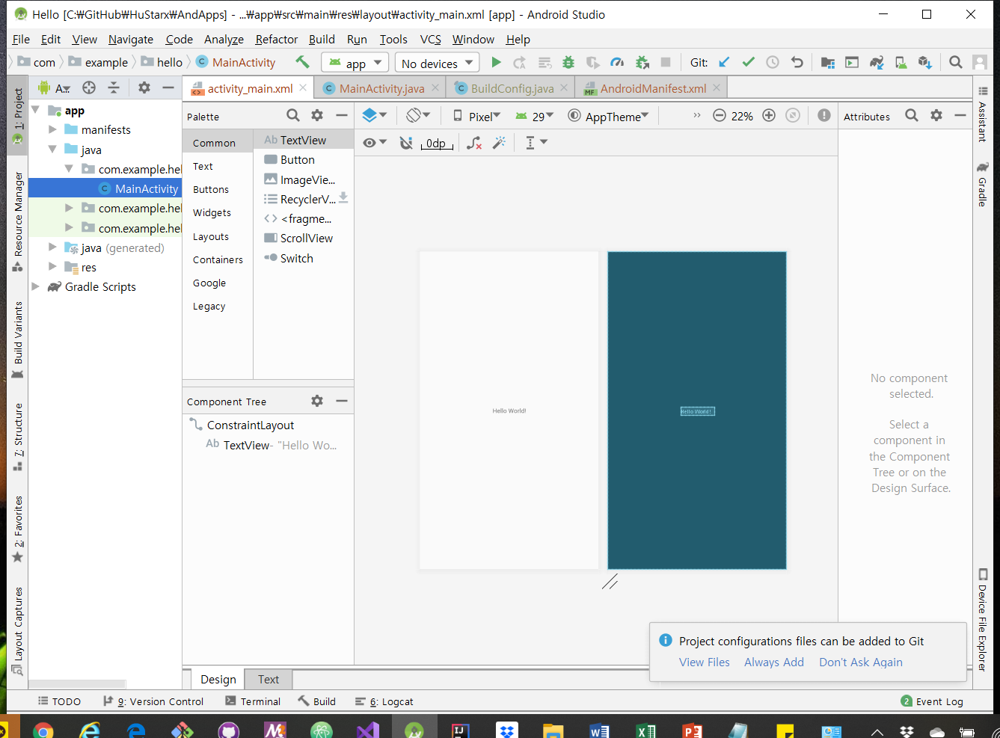 Hello [C:₩GitHub₩HuStarx₩AndApps] - ...₩app₩src₩main₩res₩layout₩activity_main.xml [app] - Android Studio
File Edit View Navigate Code Analyze Refactor Build Run Tools VCS Window Help
com example hello MainActivity app No devices Git:
A... activity_main.xml MainActivity.java BuildConfig.java AndroidManifest.xml
1: Project
Resource Manager
Build Variants
7: Structure
2: Favorites
Layout Captures
app
manifests
java
com.example.hel
MainActivity
com.example.hel
com.example.hel
java (generated)
res
Gradle Scripts
Palette
Common
Text
Buttons
Widgets
Layouts
Containers
Google
Legacy
Ab TextView
Button
ImageVie...
RecyclerV...
<fragme...
ScrollView
Switch
Component Tree
ConstraintLayout
Ab TextView- "Hello Wo...
Pixel 29 AppTheme 22%
0dp
Hello World!
Hello World!
Attributes
No component
selected.
Select a
component in
the Component
Tree or on the
Design Surface.
Assistant
Gradle
Device File Explorer
Project configurations files can be added to Git
View Files Always Add Don't Ask Again
Design Text
TODO 9: Version Control Terminal Build 6: Logcat 2 Event Log